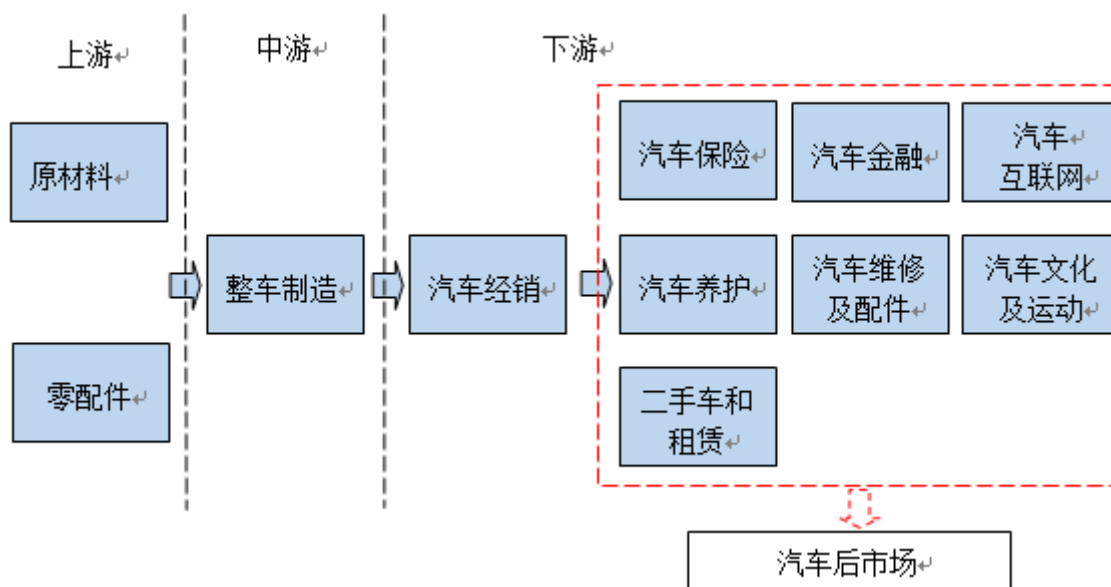 上游
中游
下游
原材料
零配件
整车制造
汽车经销
汽车保险
汽车金融
汽车
互联网
汽车养护
汽车维修
及配件
汽车文化
及运动
二手车和
租赁
汽车后市场